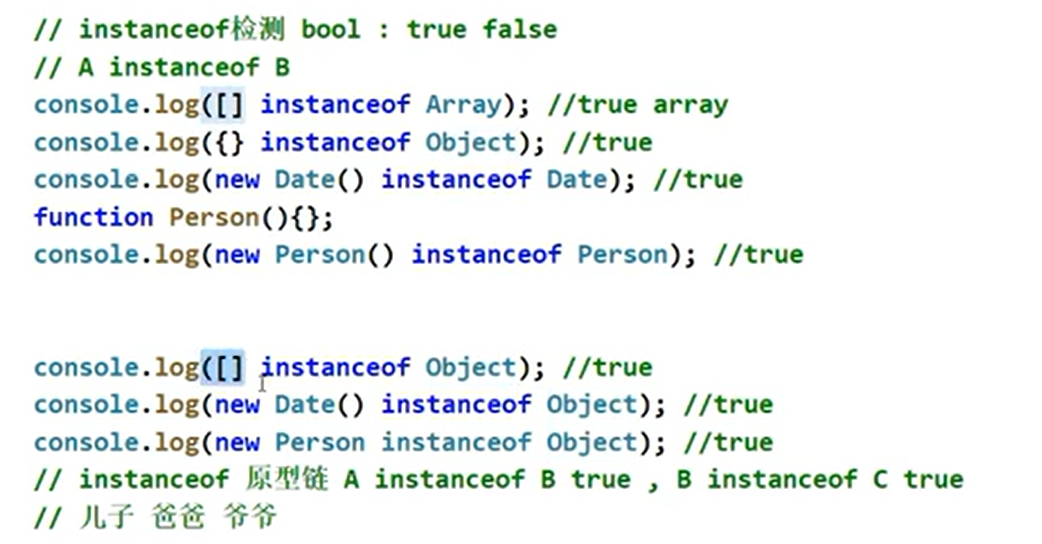 // instanceof检测 bool : true false
// A instanceof B
console.log([] instanceof Array); //true array
console.log({} instanceof Object); //true
console.log(new Date() instanceof Date); //true
function Person(){};
console.log(new Person() instanceof Person); //true
console.log([] instanceof Object); //true
console.log(new Date() instanceof Object); //true
console.log(new Person instanceof Object); //true
// instanceof 原型链 A instanceof B true , B instanceof C true
// 儿子 爸爸 爷爷